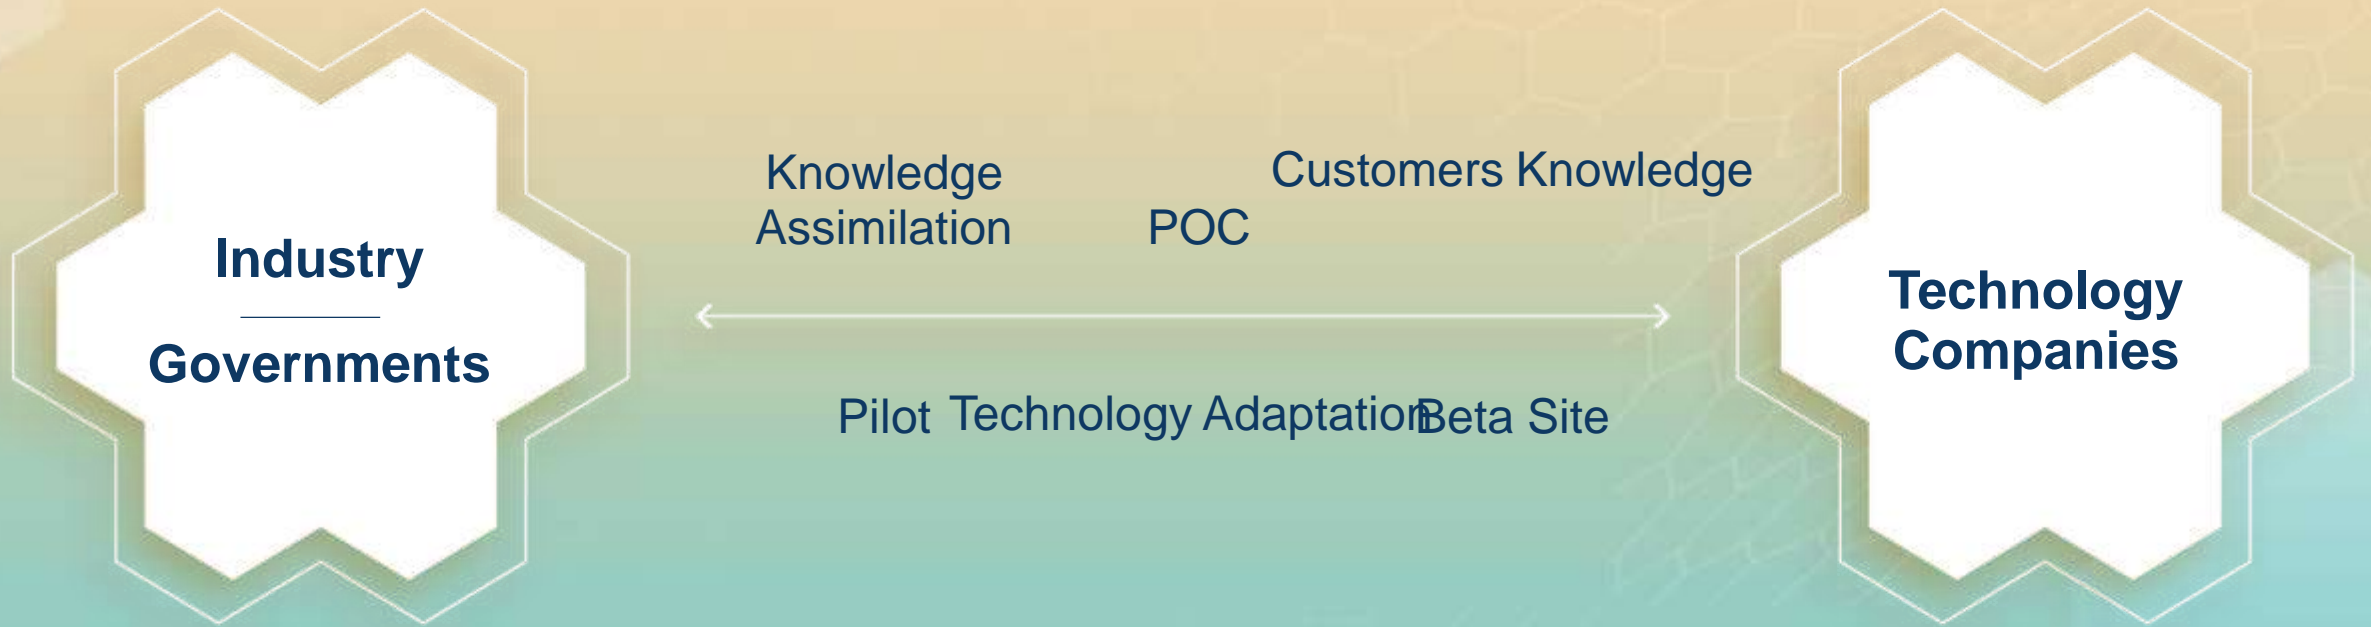 Industry
Governments
Knowledge
Assimilation
POC
Customers Knowledge
Pilot
Technology Adaptation
Beta Site
Technology
Companies